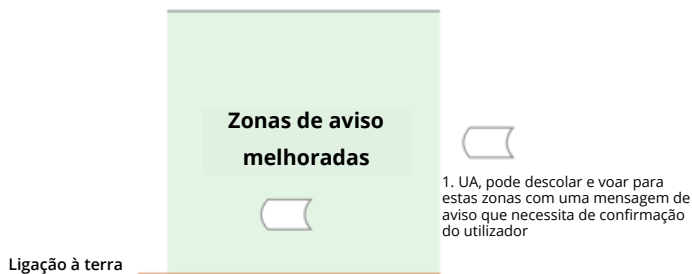 Zonas de aviso
melhoradas
1. UA, pode descolar e voar para
estas zonas com uma mensagem de
aviso que necessita de confirmação
do utilizador
Ligação à terra